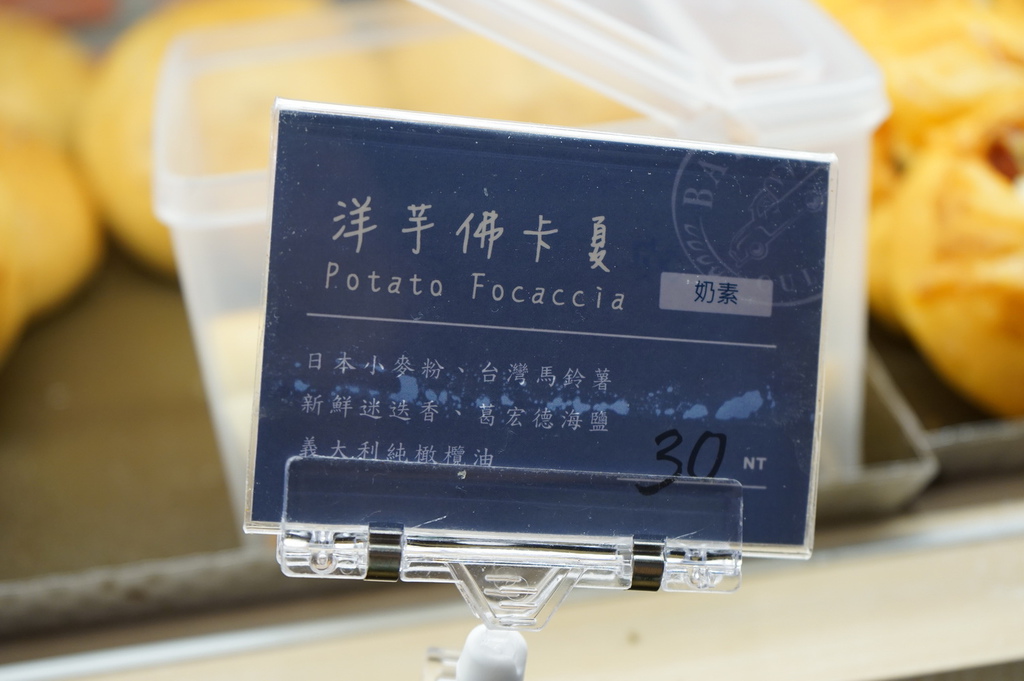 洋芋佛卡夏
Potato Focaccia
奶素
日本小麥粉、台灣馬鈴薯
新鮮迷迭香、葛宏德海鹽
義大利純橄欖油
30 NT